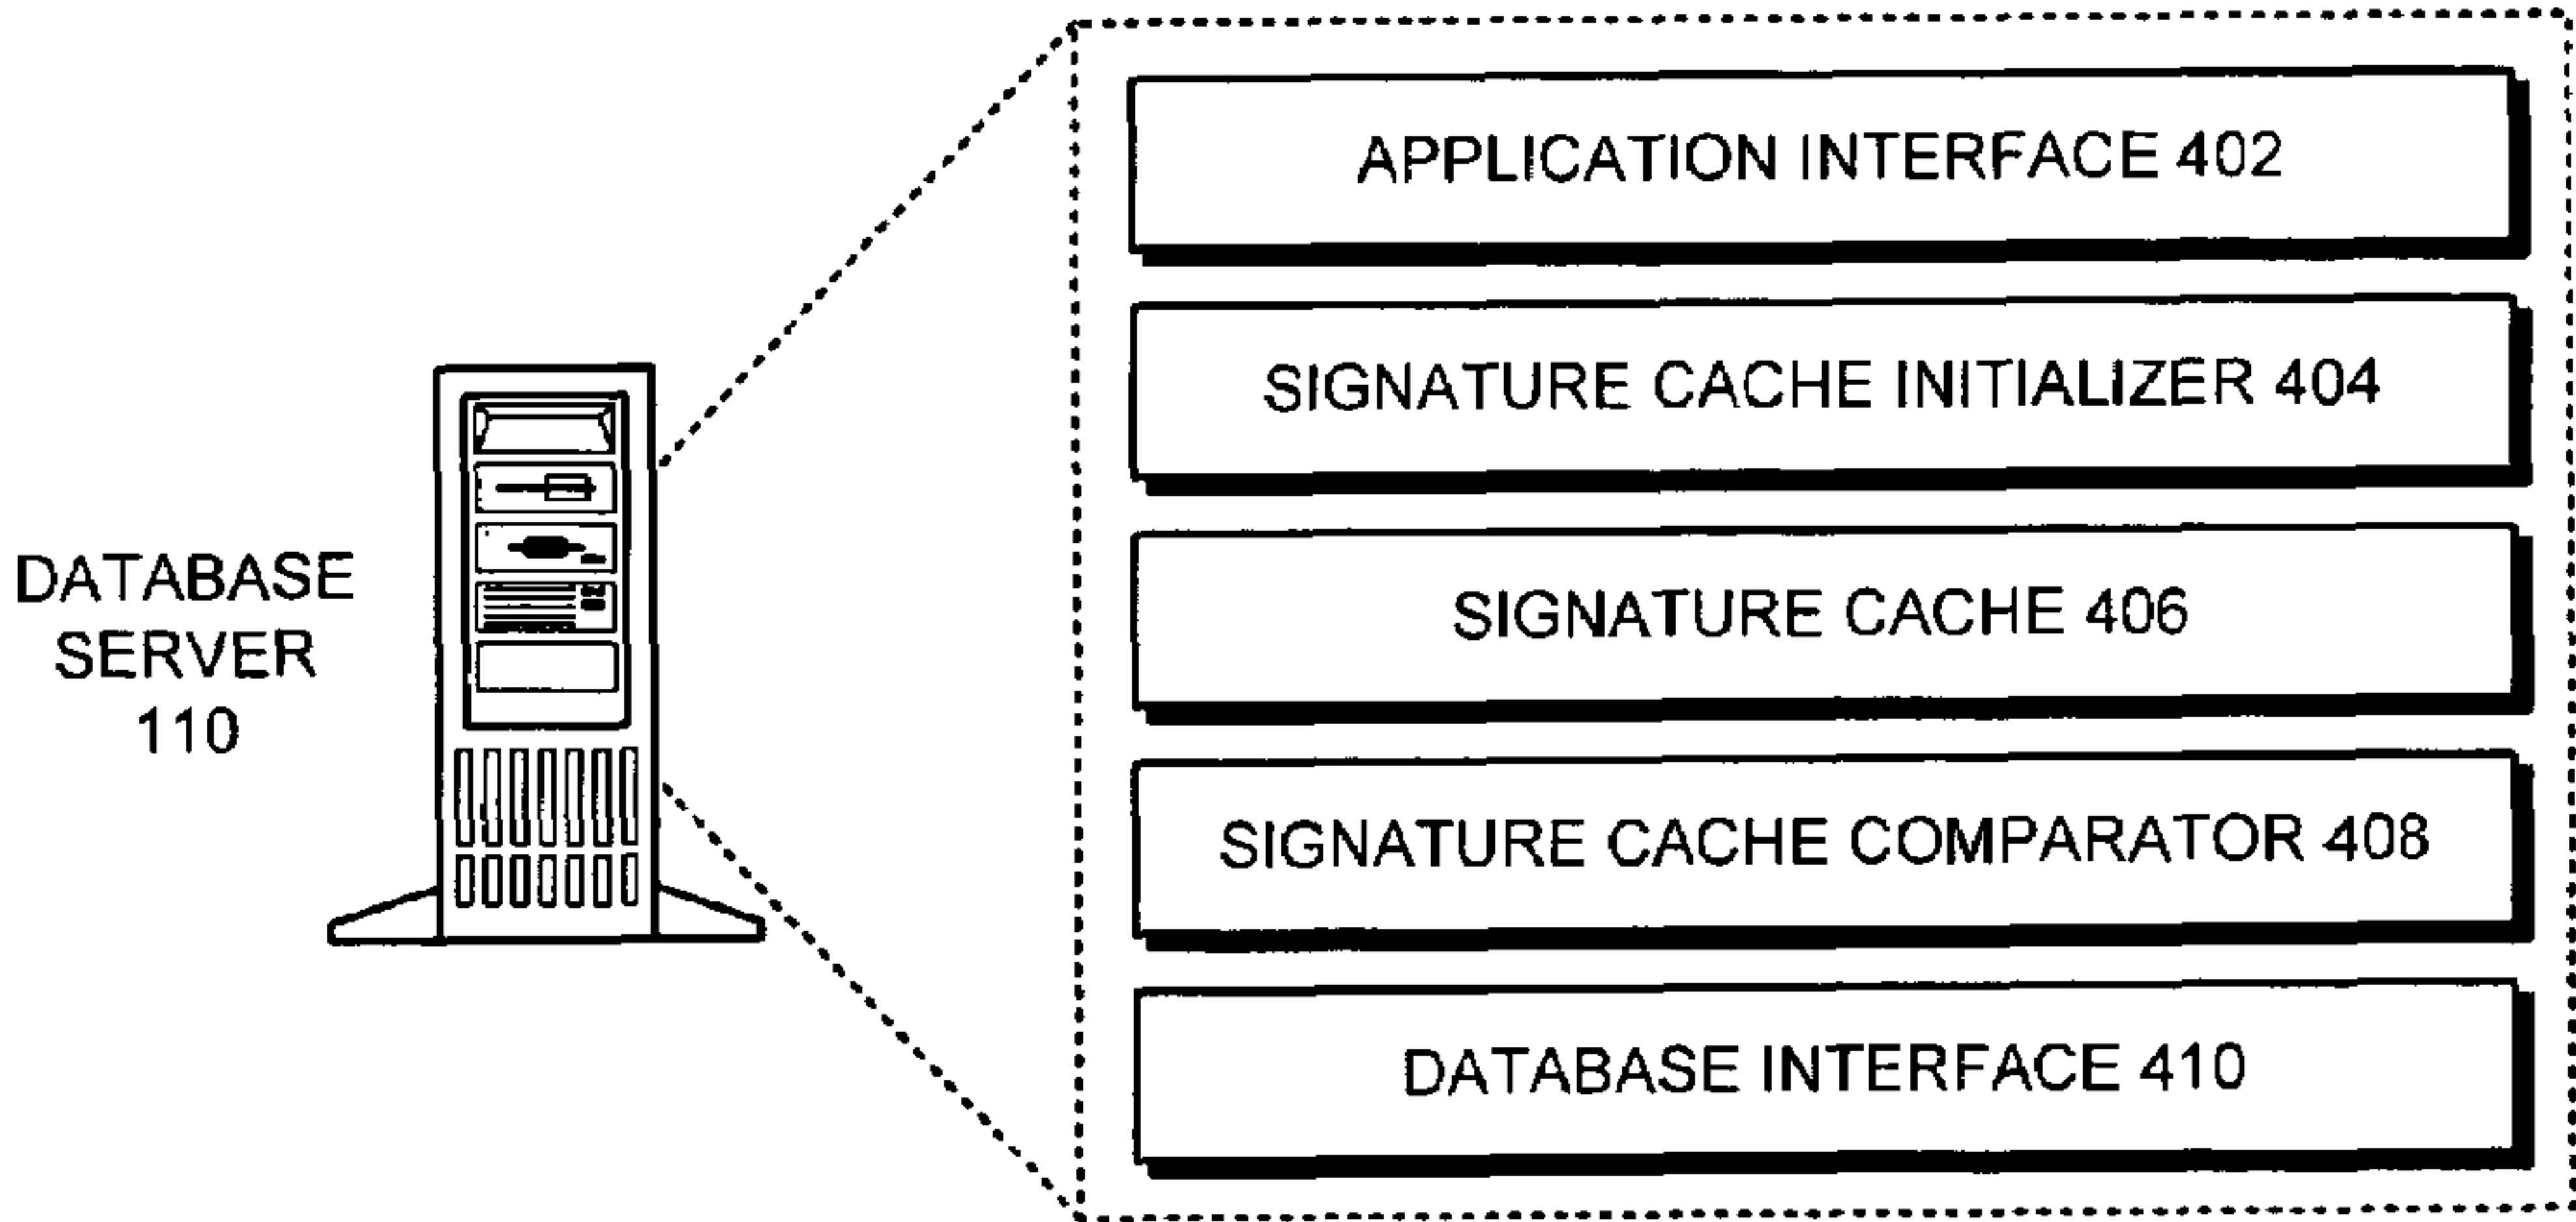 DATABASE
SERVER
110
APPLICATION INTERFACE 402
SIGNATURE CACHE INITIALIZER 404
SIGNATURE CACHE 406
SIGNATURE CACHE COMPARATOR 408
DATABASE INTERFACE 410